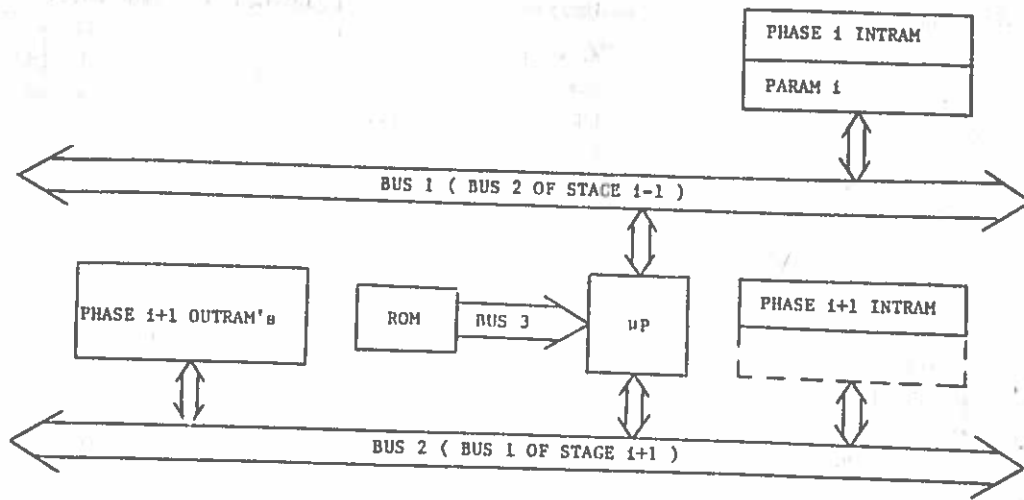 PHASE i INTRAM
PARAM i
BUS 1 ( BUS 2 OF STAGE i-1 )
PHASE i+1 OUTRAM's
ROM
BUS 3
µP
PHASE i+1 INTRAM
BUS 2 ( BUS 1 OF STAGE i+1 )